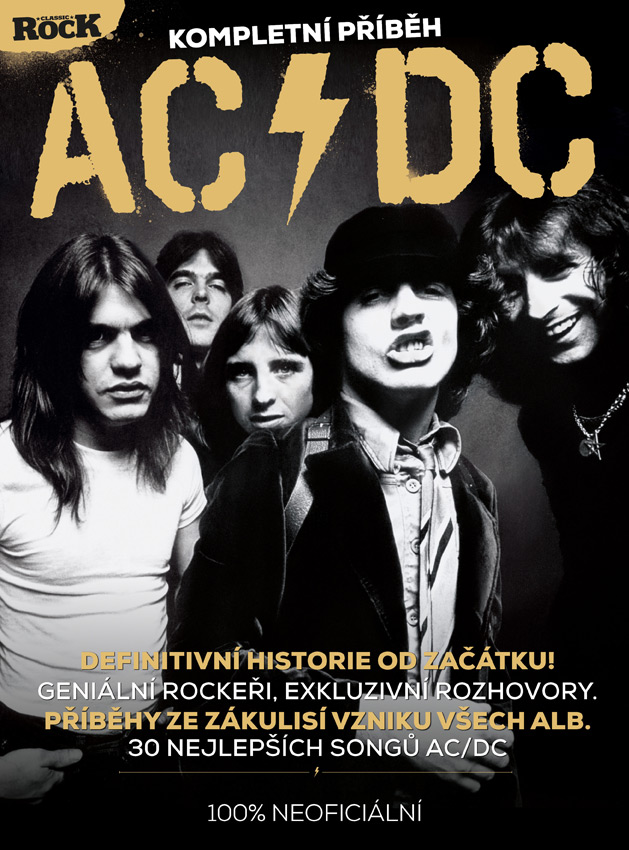 CLASSIC
ROCK
KOMPLETNÍ PŘÍBĚH
AC/DC
DEFINITIVNÍ HISTORIE OD ZAČÁTKU!
GENIÁLNÍ ROCKEŘI, EXKLUZIVNÍ ROZHOVORY.
PŘÍBĚHY ZE ZÁKULISÍ VZNIKU VŠECH ALB.
30 NEJLEPŠÍCH SONGŮ AC/DC
100% NEOFICIÁLNÍ